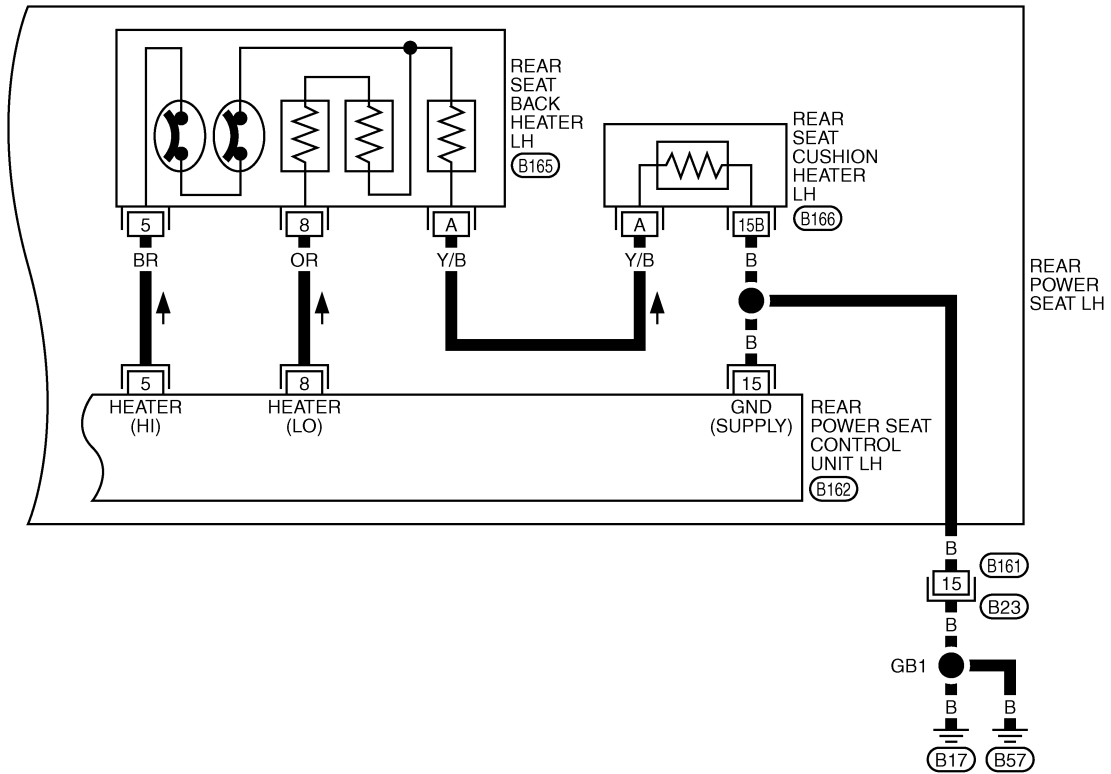 REAR
SEAT
BACK
HEATER
LH
B165
REAR
SEAT
CUSHION
HEATER
LH
B166
5
8
A
A
15B
BR
OR
Y/B
Y/B
B
REAR
POWER
SEAT LH
B
5
8
15
HEATER
(HI)
HEATER
(LO)
GND
(SUPPLY)
REAR
POWER SEAT
CONTROL
UNIT LH
B162
B
B161
15
B23
B
GB1
B
B
B17
B57